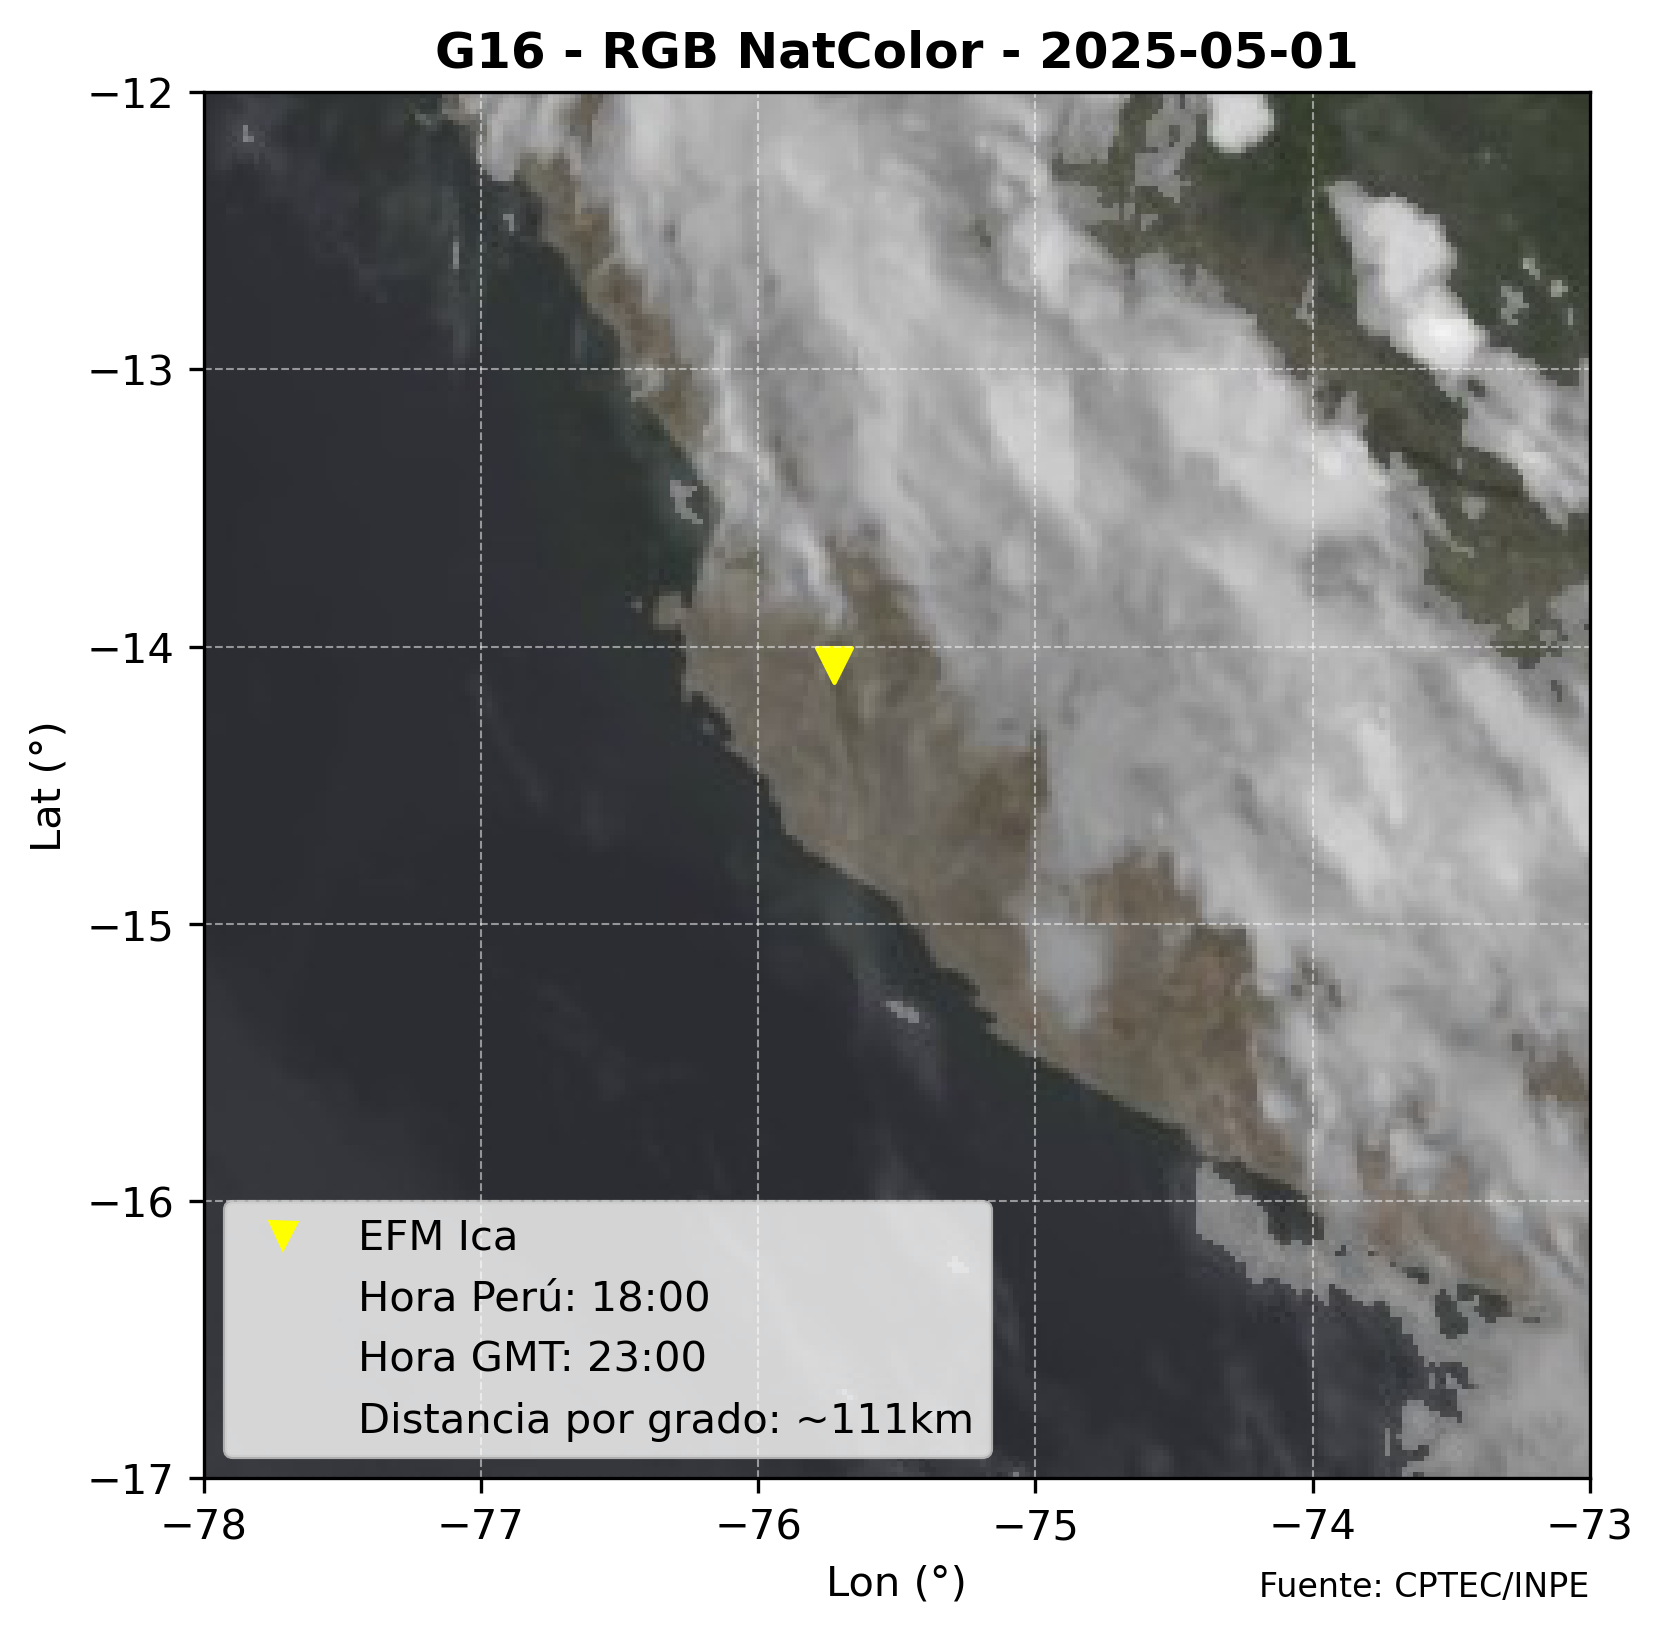 G16 - RGB NatColor - 2025-05-01
−12
−13
−14
−15
−16
−17
Lat (°)
EFM Ica
Hora Perú: 18:00
Hora GMT: 23:00
Distancia por grado: ~111km
−78 −77 −76 −75 −74 −73
Lon (°)
Fuente: CPTEC/INPE